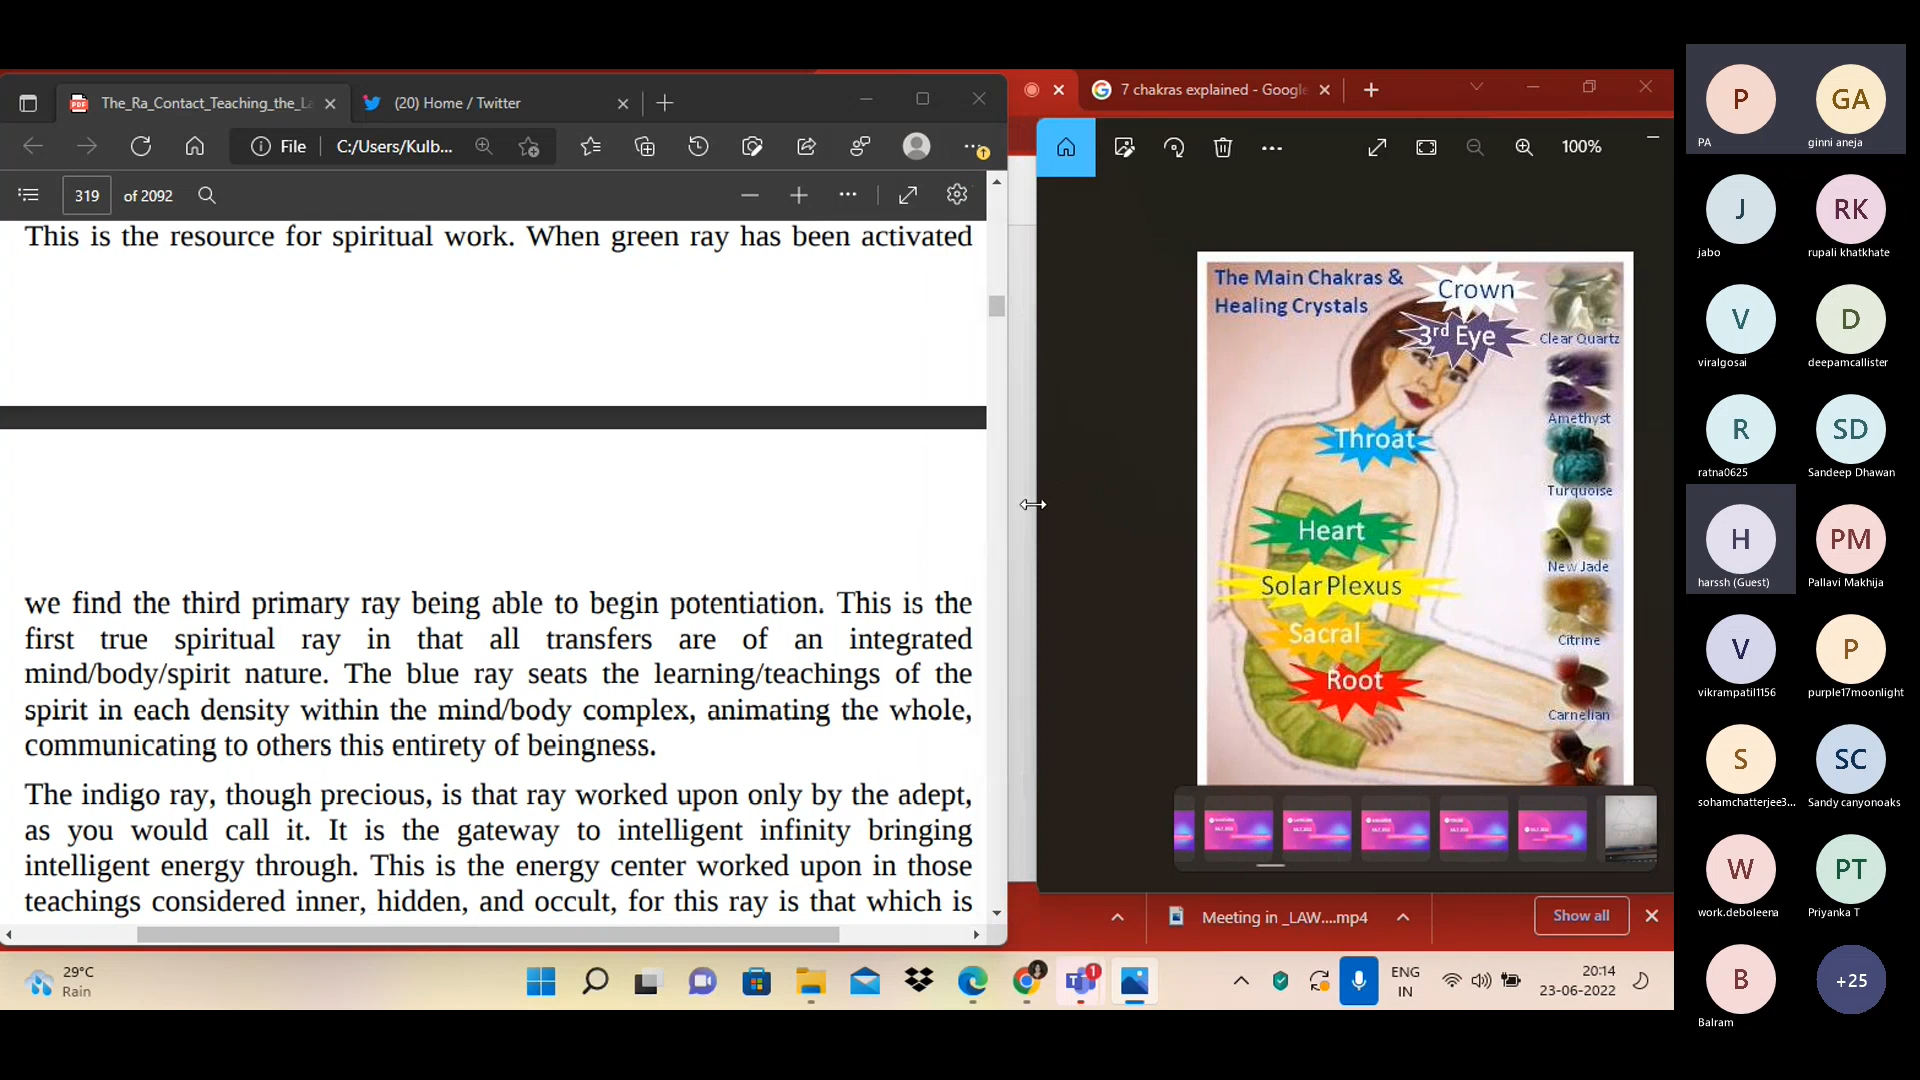 The_Ra_Contact_Teaching_the_La
(20) Home / Twitter
File
C:/Users/Kulb...
319
of 2092
This is the resource for spiritual work. When green ray has been activated
we find the third primary ray being able to begin potentiation. This is the
first true spiritual ray in that all transfers are of an integrated
mind/body/spirit nature. The blue ray seats the learning/teachings of the
spirit in each density within the mind/body complex, animating the whole,
communicating to others this entirety of beingness.
The indigo ray, though precious, is that ray worked upon only by the adept,
as you would call it. It is the gateway to intelligent infinity bringing
intelligent energy through. This is the energy center worked upon in those
teachings considered inner, hidden, and occult, for this ray is that which is
7 chakras explained - Google
100%
The Main Chakras &
Healing Crystals
Crown
3rd Eye
Throat
Heart
Solar Plexus
Sacral
Root
Clear Quartz
Amethyst
Turquoise
New Jade
Citrine
Carnelian
Meeting in _LAW....mp4
Show all
29°C
Rain
1
ENG
IN
20:14
23-06-2022
P
PA
GA
ginni aneja
J
jabo
RK
rupali khatkhate
V
viralgosai
D
deepamcallister
R
ratna0625
SD
Sandeep Dhawan
H
harssh (Guest)
PM
Pallavi Makhija
V
vikrampatil1156
P
purple17moonlight
S
sohamchatterjee3...
SC
Sandy canyonoaks
W
work.deboleena
PT
Priyanka T
B
Balram
+25